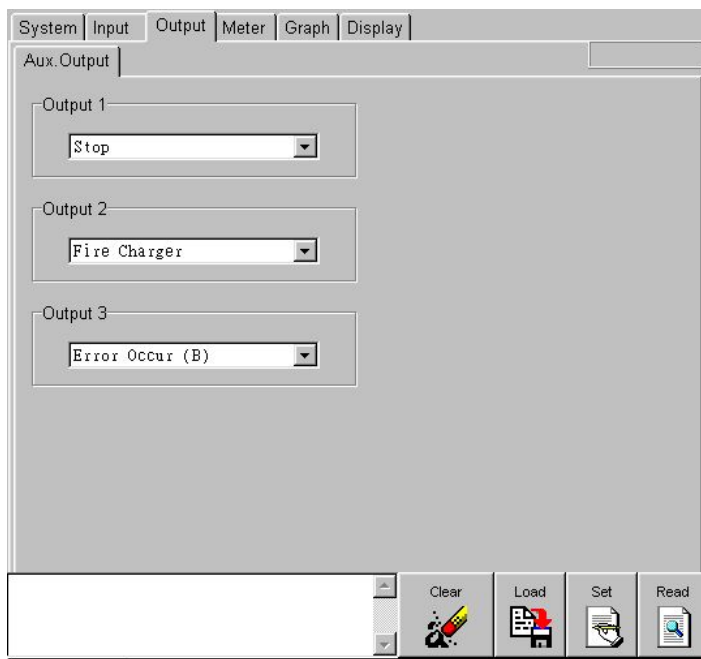 System Input Output Meter Graph Display
Aux.Output
Output 1
Stop
Output 2
Fire Charger
Output 3
Error Occur (B)
Clear Load Set Read